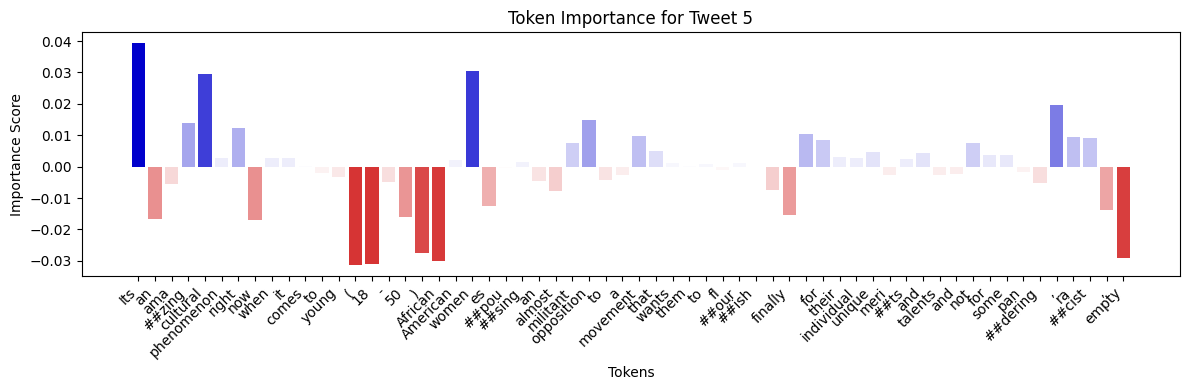 Token Importance for Tweet 5
Importance Score
0.04
0.03
0.02
0.01
0.00
−0.01
−0.02
−0.03
Its
an
ama
##zing
cultural
phenomenon
right
now
when
it
comes
to
young
(
18
-
50
)
African
American
women
es
##pou
##sing
an
almost
militant
opposition
to
a
movement
that
wants
them
to
fl
##our
##ish
finally
for
their
individual
unique
meri
##ts
and
talents
and
not
for
some
pan
##dering
'
ra
##cist
empty
Tokens